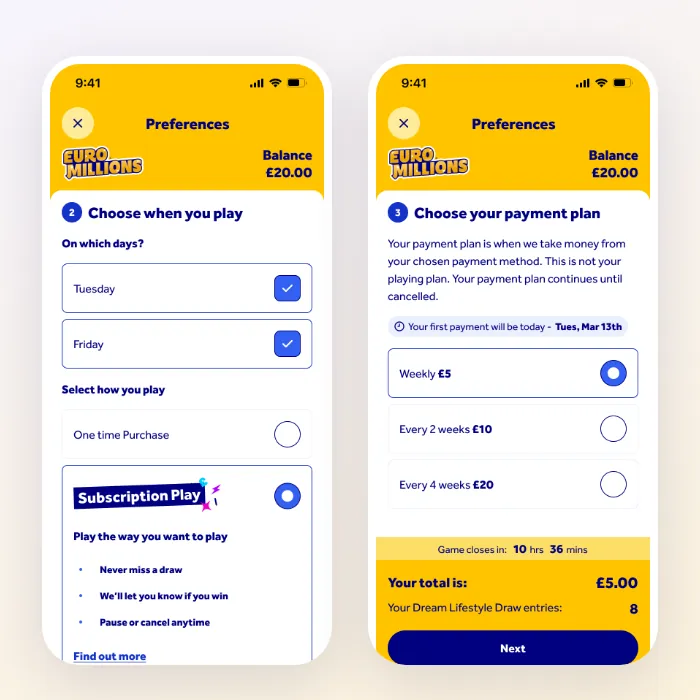 9:41
Preferences
EURO
MILLIONS
Balance
£20.00
2 Choose when you play
On which days?
Tuesday
Friday
Select how you play
One time Purchase
Subscription Play
Play the way you want to play
• Never miss a draw
• We'll let you know if you win
• Pause or cancel anytime
Find out more
9:41
Preferences
EURO
MILLIONS
Balance
£20.00
3 Choose your payment plan
Your payment plan is when we take money from
your chosen payment method. This is not your
playing plan. Your payment plan continues until
cancelled.
Your first payment will be today - Tues, Mar 13th
Weekly £5
Every 2 weeks £10
Every 4 weeks £20
Game closes in: 10 hrs 36 mins
Your total is: £5.00
Your Dream Lifestyle Draw entries: 8
Next